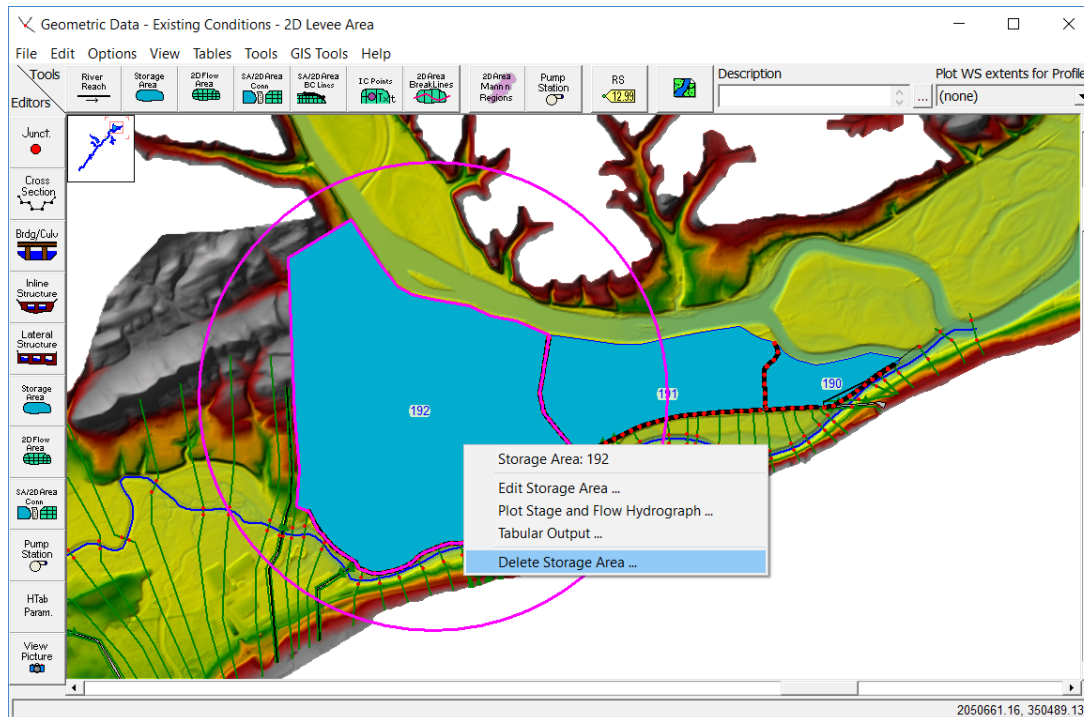 Geometric Data - Existing Conditions - 2D Levee Area
File Edit Options View Tables Tools GIS Tools Help
Tools
Editors
River
Reach
Storage
Area
2D Flow
Area
SA/2D Area
Conn
SA/2D Area
BC Lines
IC Points
2D Area
BreakLines
2D Area
Mann n
Regions
Pump
Station
RS
12.99
Description
...
Plot WS extents for Profile
(none)
Junct.
Cross
Section
Brdg/Culv
Inline
Structure
Lateral
Structure
Storage
Area
2D Flow
Area
SA/2D Area
Conn
Pump
Station
HTab
Param.
View
Picture
192
191
190
Storage Area: 192
Edit Storage Area ...
Plot Stage and Flow Hydrograph ...
Tabular Output ...
Delete Storage Area ...
2050661.16, 350489.13